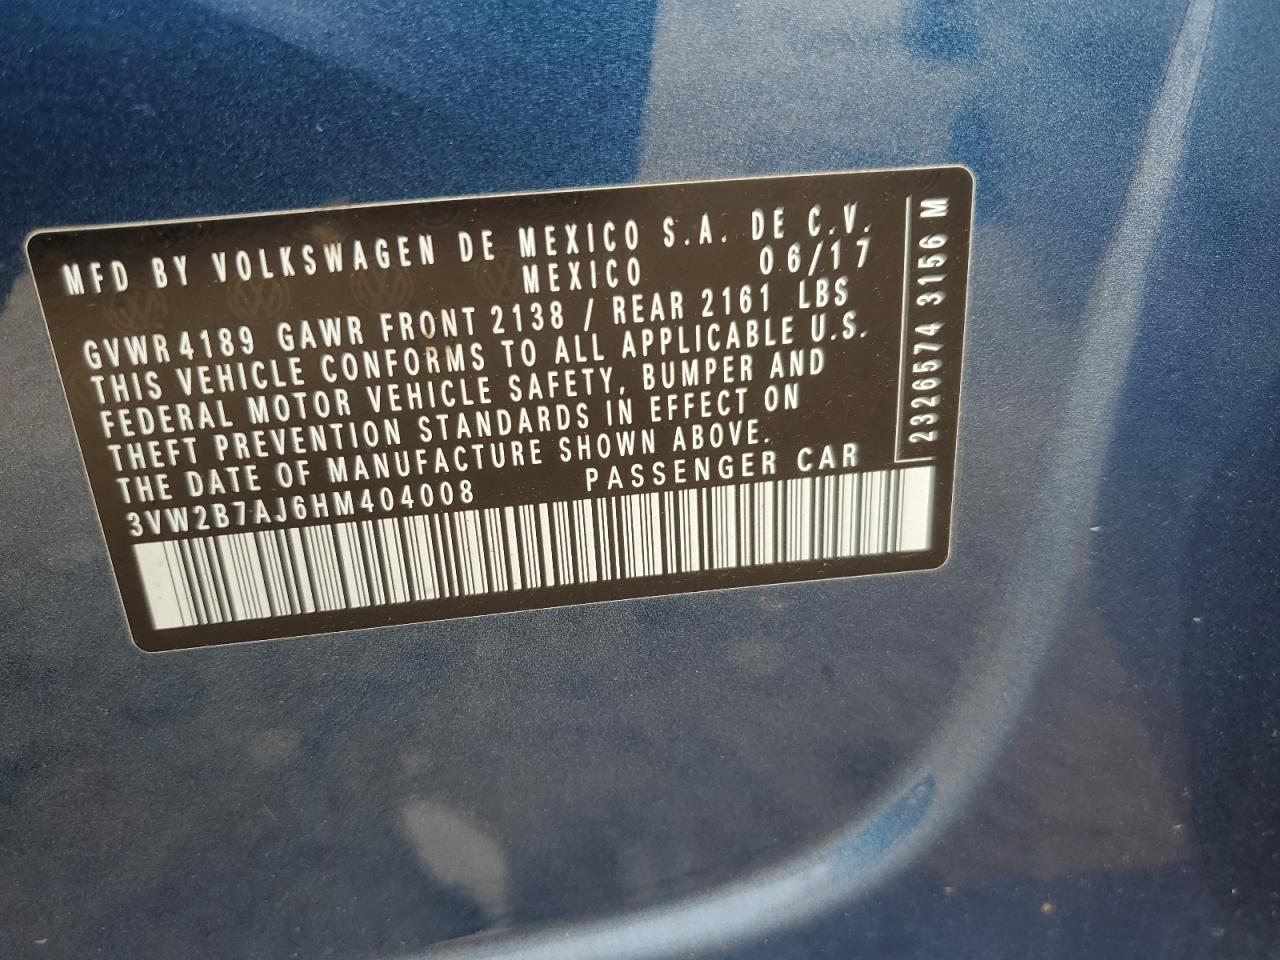 MFD BY VOLKSWAGEN DE MEXICO S.A. DE C.V.
MEXICO 06/17
GVWR 4189 GAWR FRONT 2138 / REAR 2161 LBS
THIS VEHICLE CONFORMS TO ALL APPLICABLE U.S.
FEDERAL MOTOR VEHICLE SAFETY, BUMPER AND
THEFT PREVENTION STANDARDS IN EFFECT ON
THE DATE OF MANUFACTURE SHOWN ABOVE.
3VW2B7AJ6HM404008 PASSENGER CAR
2326574 3156 M